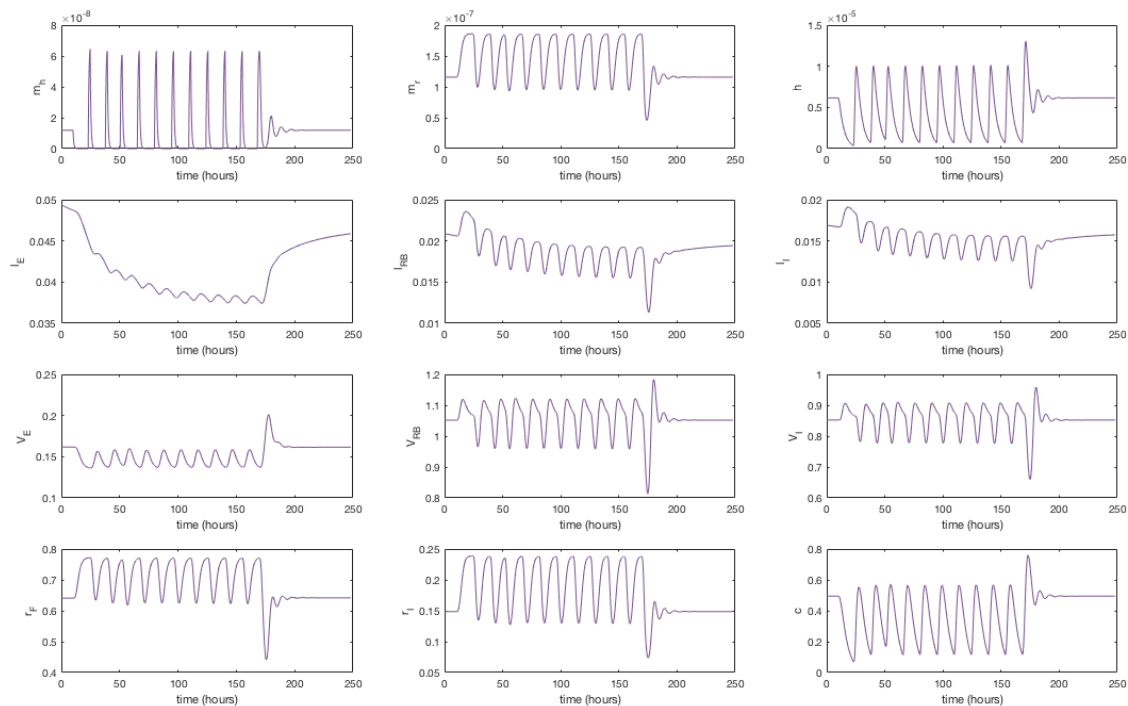 ×10⁻⁸ ×10⁻⁷ ×10⁻⁵
8 2 1.5
6 1.5 1
4 1 0.5
2 0.5 0
0 0
m_h m_r h
0 50 100 150 200 250 0 50 100 150 200 250 0 50 100 150 200 250
time (hours) time (hours) time (hours)
0.05 0.03 0.02
0.045 0.025 0.015
0.04 0.02 0.01
0.035 0.015 0.005
0.01
I_E I_RB I_I
0 50 100 150 200 250 0 50 100 150 200 250 0 50 100 150 200 250
time (hours) time (hours) time (hours)
0.25 1.2 1
0.2 1.1 0.9
0.15 1 0.8
0.1 0.9 0.7
0.8 0.6
V_E V_RB V_I
0 50 100 150 200 250 0 50 100 150 200 250 0 50 100 150 200 250
time (hours) time (hours) time (hours)
0.8 0.25 0.8
0.7 0.2 0.6
0.6 0.15 0.4
0.5 0.1 0.2
0.4 0.05 0
r_F r_I c
0 50 100 150 200 250 0 50 100 150 200 250 0 50 100 150 200 250
time (hours) time (hours) time (hours)